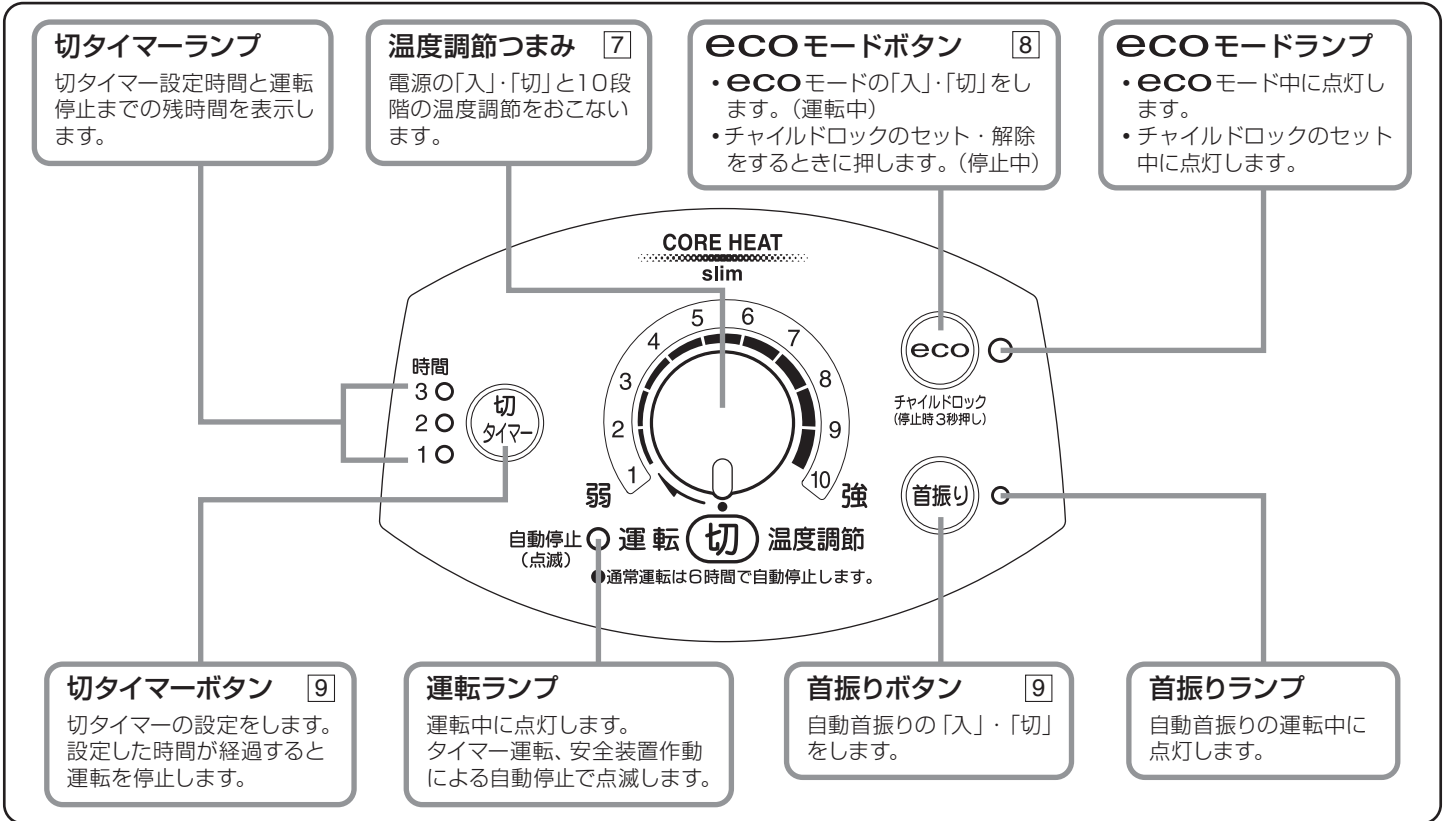 切タイマーランプ
切タイマー設定時間と運転
停止までの残時間を表示し
ます。
温度調節つまみ 7
電源の「入」・「切」と10段
階の温度調節をおこない
ます。
ecoモードボタン 8
・ecoモードの「入」・「切」をし
ます。(運転中)
・チャイルドロックのセット・解除
をするときに押します。(停止中)
ecoモードランプ
・ecoモード中に点灯し
ます。
・チャイルドロックのセット
中に点灯します。
CORE HEAT
slim
時間
3
2
1
切
タイマー
1
2
3
4
5
6
7
8
9
10
弱
強
eco
チャイルドロック
(停止時3秒押し)
首振り
自動停止
(点滅)
運転
切
温度調節
●通常運転は6時間で自動停止します。
切タイマーボタン 9
切タイマーの設定をします。
設定した時間が経過すると
運転を停止します。
運転ランプ
運転中に点灯します。
タイマー運転、安全装置作動
による自動停止で点滅します。
首振りボタン 9
自動首振りの「入」・「切」
をします。
首振りランプ
自動首振りの運転中に
点灯します。